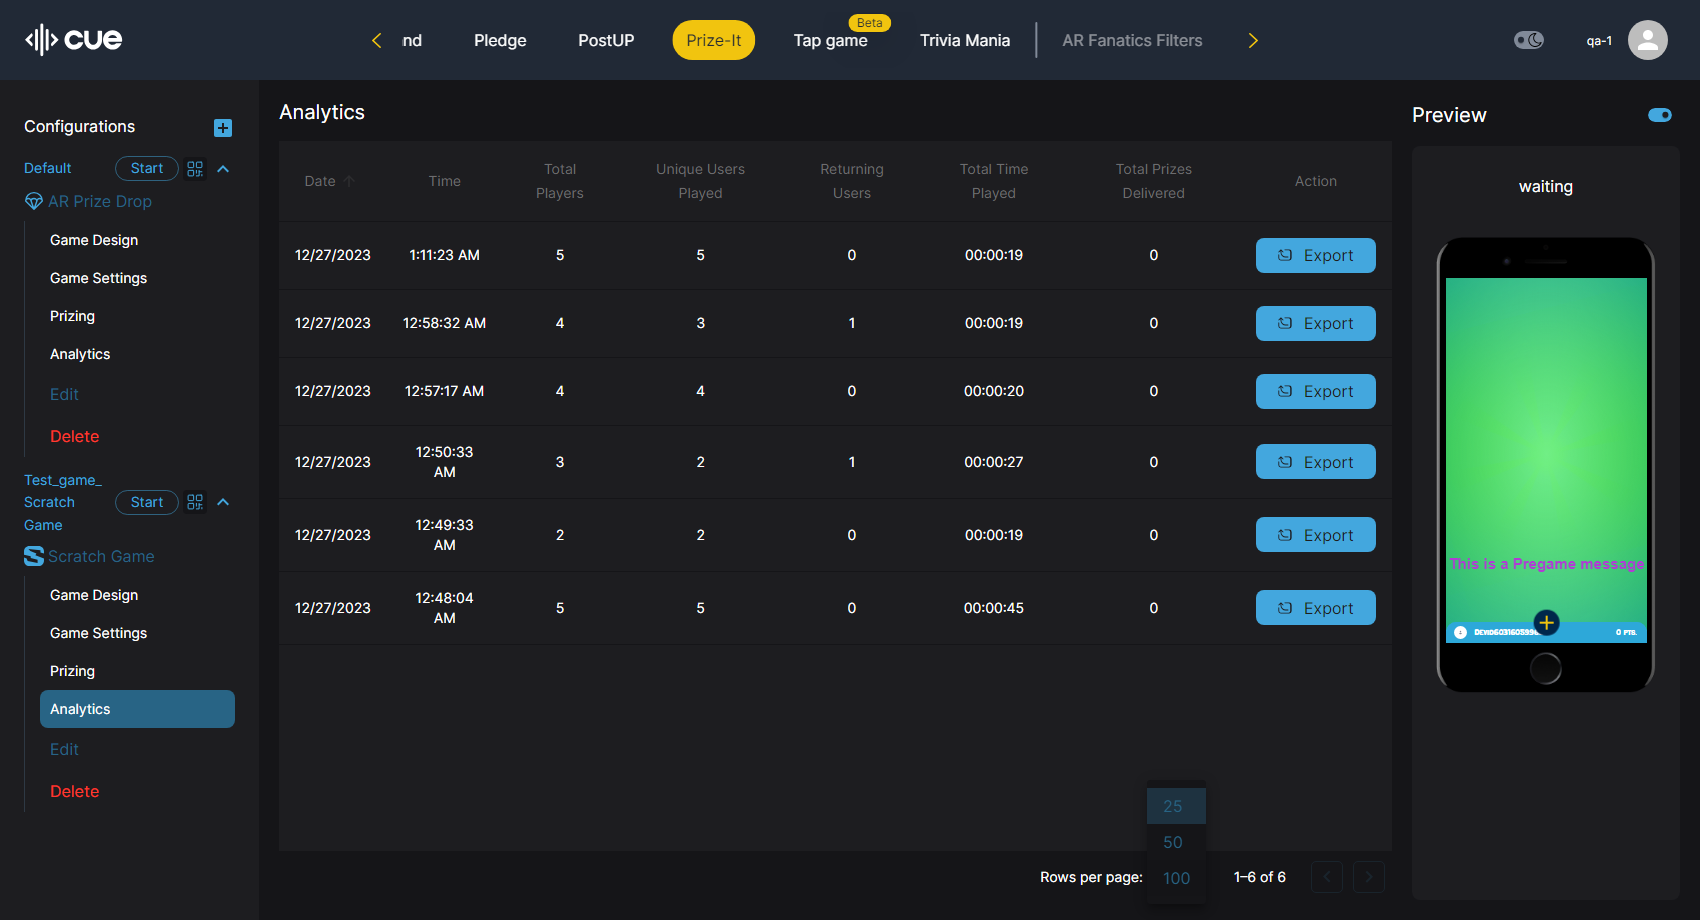 cue
nd
Pledge
PostUP
Prize-It
Beta
Tap game
Trivia Mania
AR Fanatics Filters
qa-1
Configurations
Default
Start
AR Prize Drop
Game Design
Game Settings
Prizing
Analytics
Edit
Delete
Test_game_
Scratch
Game
Start
Scratch Game
Game Design
Game Settings
Prizing
Analytics
Edit
Delete
Analytics
Date Time Total Players Unique Users Played Returning Users Total Time Played Total Prizes Delivered Action
12/27/2023 1:11:23 AM 5 5 0 00:00:19 0 Export
12/27/2023 12:58:32 AM 4 3 1 00:00:19 0 Export
12/27/2023 12:57:17 AM 4 4 0 00:00:20 0 Export
12/27/2023 12:50:33 AM 3 2 1 00:00:27 0 Export
12/27/2023 12:49:33 AM 2 2 0 00:00:19 0 Export
12/27/2023 12:48:04 AM 5 5 0 00:00:45 0 Export
25
50
100
Rows per page:
1–6 of 6
Preview
waiting
This is a Pregame message
0 PTS.